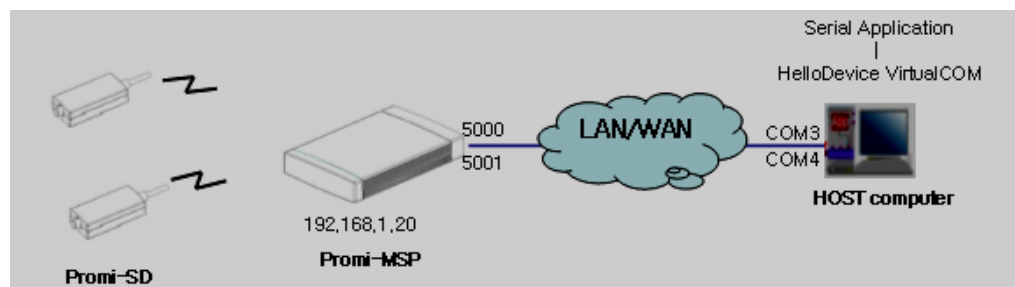 Serial Application
HelloDevice VirtualCOM
5000
LAN/WAN
COM3
5001
COM4
HOST computer
192,168,1,20
Promi-MSP
Promi-SD